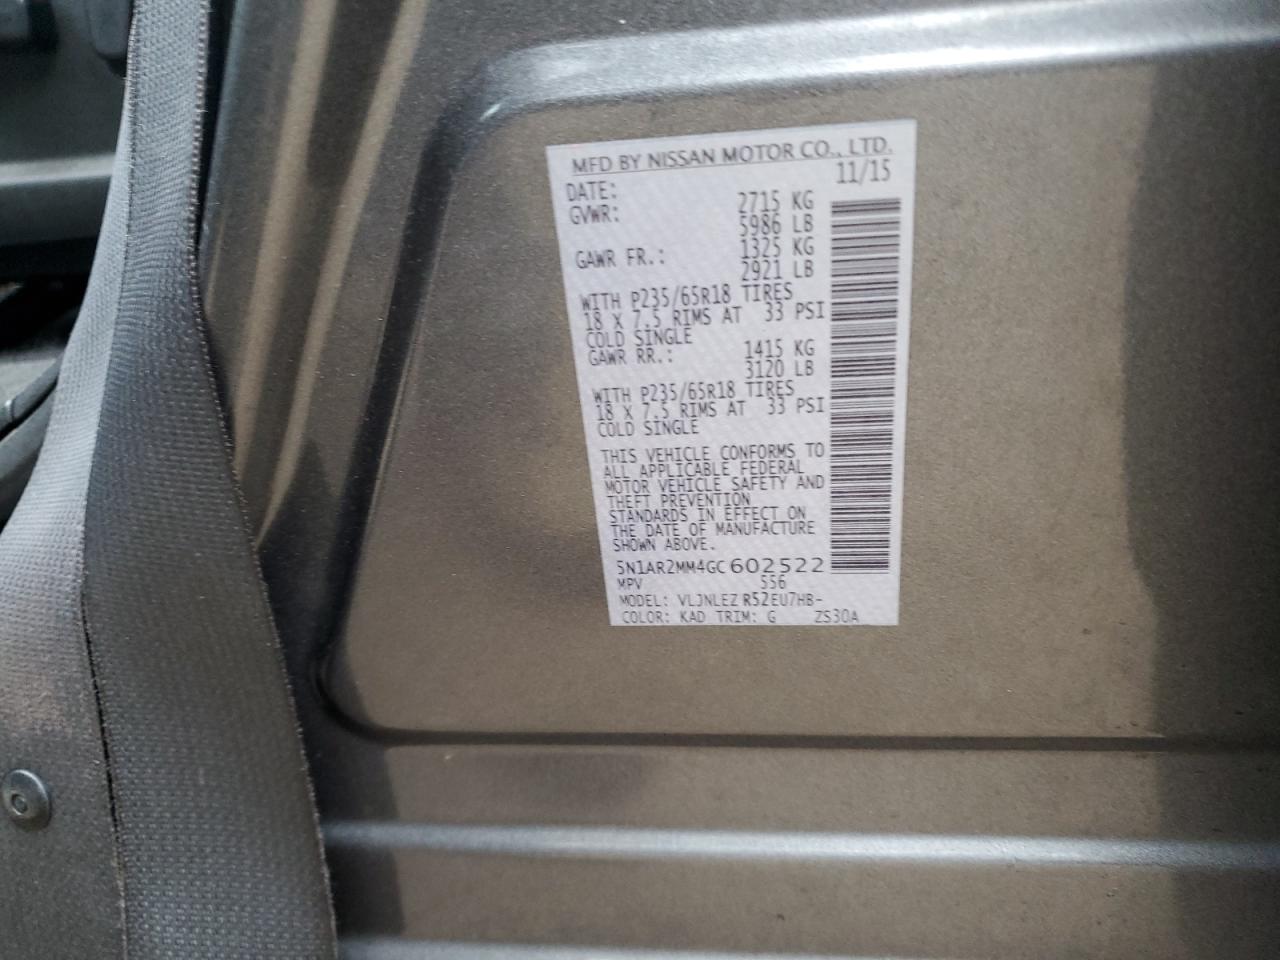 MFD BY NISSAN MOTOR CO., LTD.
DATE: 11/15
GVWR: 2715 KG
5986 LB
GAWR FR.: 1325 KG
2921 LB
WITH P235/65R18 TIRES
18 X 7.5 RIMS AT 33 PSI
COLD SINGLE
GAWR RR.: 1415 KG
3120 LB
WITH P235/65R18 TIRES
18 X 7.5 RIMS AT 33 PSI
COLD SINGLE
THIS VEHICLE CONFORMS TO
ALL APPLICABLE FEDERAL
MOTOR VEHICLE SAFETY AND
THEFT PREVENTION
STANDARDS IN EFFECT ON
THE DATE OF MANUFACTURE
SHOWN ABOVE.
5N1AR2MM4GC602522
MPV 556
MODEL: VLJNLEZ R52EU7HB-
COLOR: KAD TRIM: G ZS30A